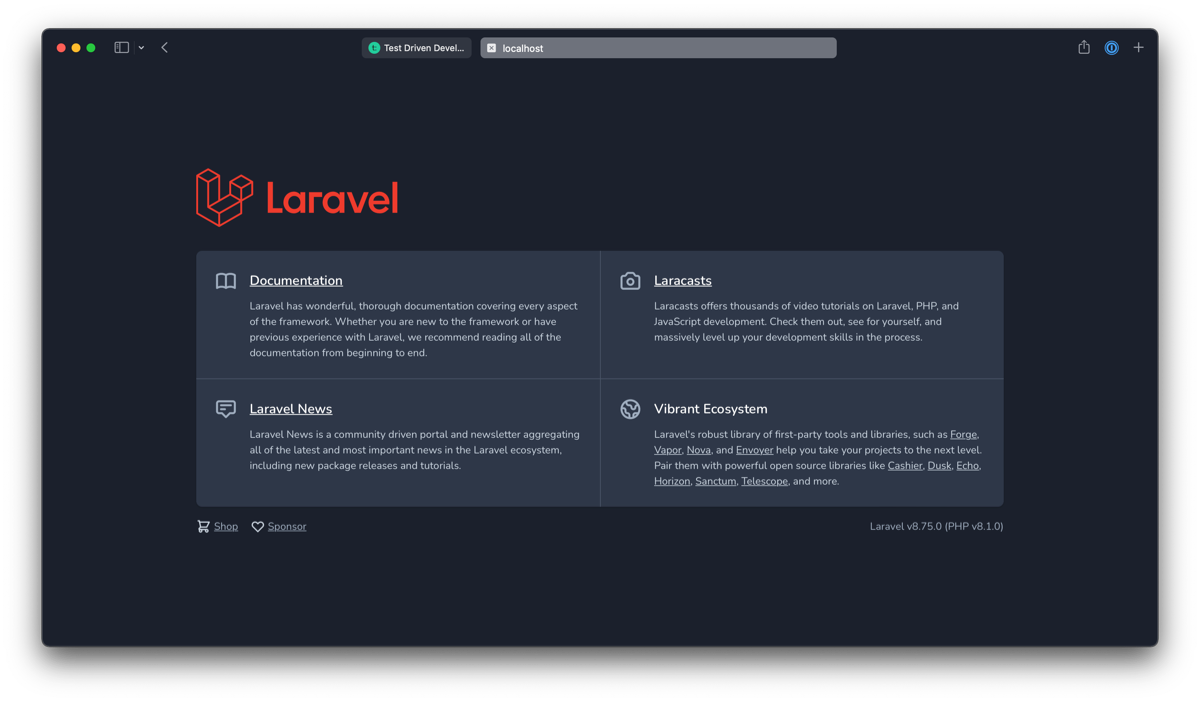 Test Driven Devel...
localhost
Laravel
Documentation
Laravel has wonderful, thorough documentation covering every aspect
of the framework. Whether you are new to the framework or have
previous experience with Laravel, we recommend reading all of the
documentation from beginning to end.
Laracasts
Laracasts offers thousands of video tutorials on Laravel, PHP, and
JavaScript development. Check them out, see for yourself, and
massively level up your development skills in the process.
Laravel News
Laravel News is a community driven portal and newsletter aggregating
all of the latest and most important news in the Laravel ecosystem,
including new package releases and tutorials.
Vibrant Ecosystem
Laravel's robust library of first-party tools and libraries, such as Forge,
Vapor, Nova, and Envoyer help you take your projects to the next level.
Pair them with powerful open source libraries like Cashier, Dusk, Echo,
Horizon, Sanctum, Telescope, and more.
Shop
Sponsor
Laravel v8.75.0 (PHP v8.1.0)